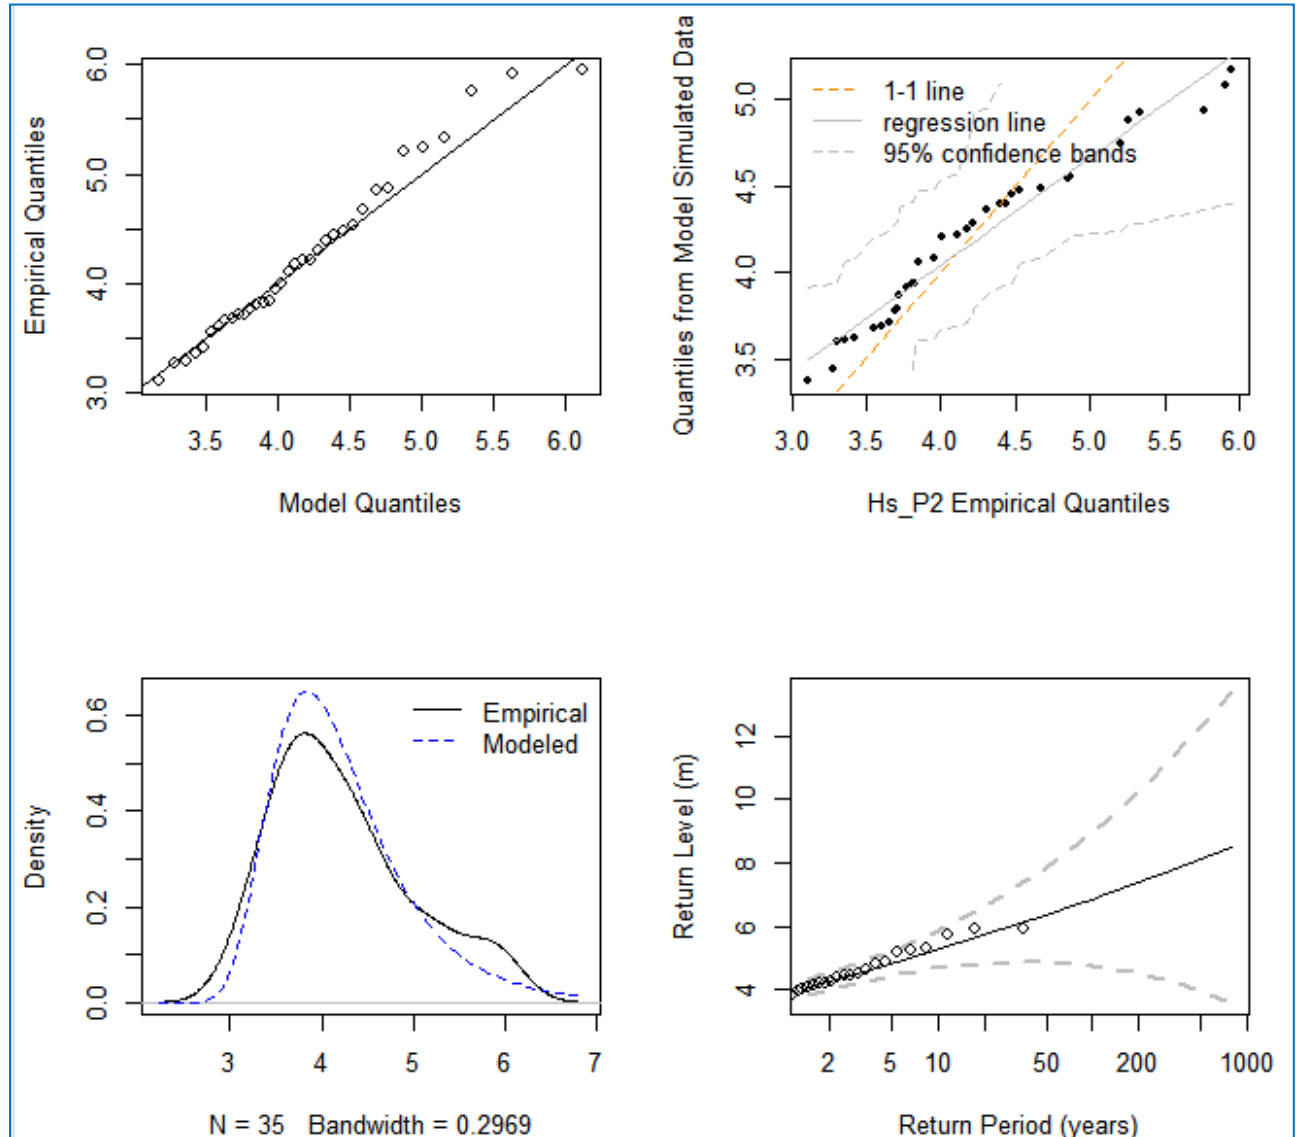 Empirical Quantiles
6.0
5.0
4.0
3.0
3.5 4.0 4.5 5.0 5.5 6.0
Model Quantiles
Quantiles from Model Simulated Data
5.0
4.5
4.0
3.5
1-1 line
regression line
95% confidence bands
3.0 3.5 4.0 4.5 5.0 5.5 6.0
Hs_P2 Empirical Quantiles
Density
0.6
0.4
0.2
0.0
Empirical
Modeled
3 4 5 6 7
N = 35 Bandwidth = 0.2969
Return Level (m)
12
10
8
6
4
2 5 10 50 200 1000
Return Period (years)